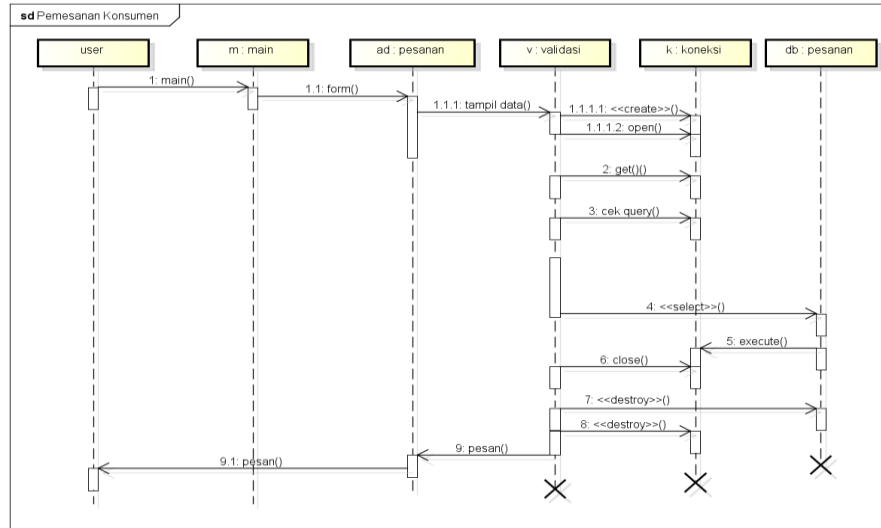 sd Pemesanan Konsumen
user
m : main
ad : pesanan
v : validasi
k : koneksi
db : pesanan
1: main()
1.1: form()
1.1.1: tampil data()
1.1.1.1: <<create>>()
1.1.1.2: open()
2: get()()
3: cek query()
4: <<select>>()
5: execute()
6: close()
7: <<destroy>>()
8: <<destroy>>()
9: pesan()
9.1: pesan()